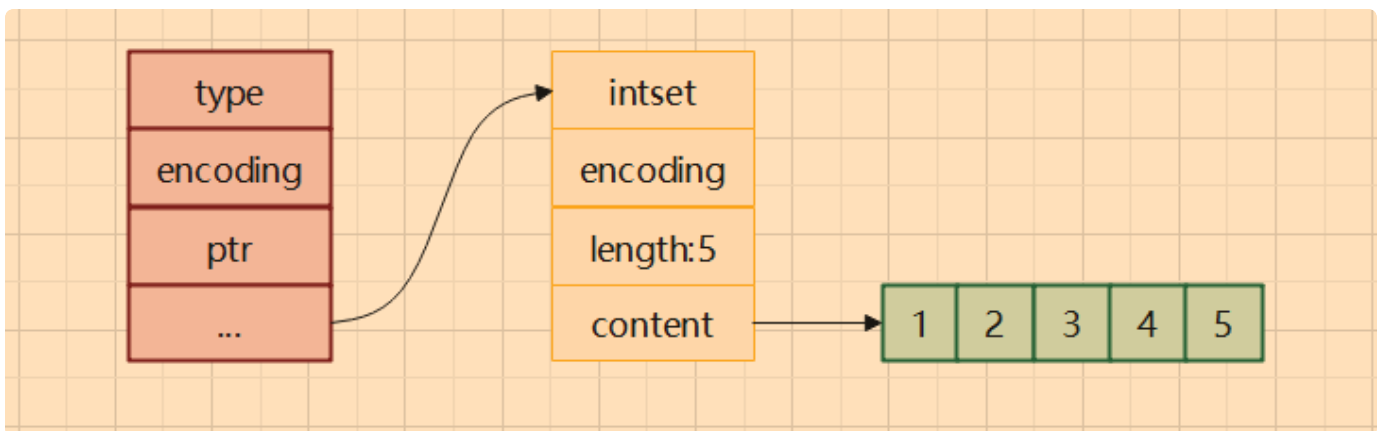 type
encoding
ptr
...
intset
encoding
length:5
content
1 2 3 4 5